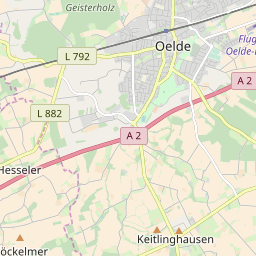 Geisterholz
Oelde
Flug
Oelde-
L 792
A 2
L 882
A 2
Hesseler
Keitlinghausen
öckelmer